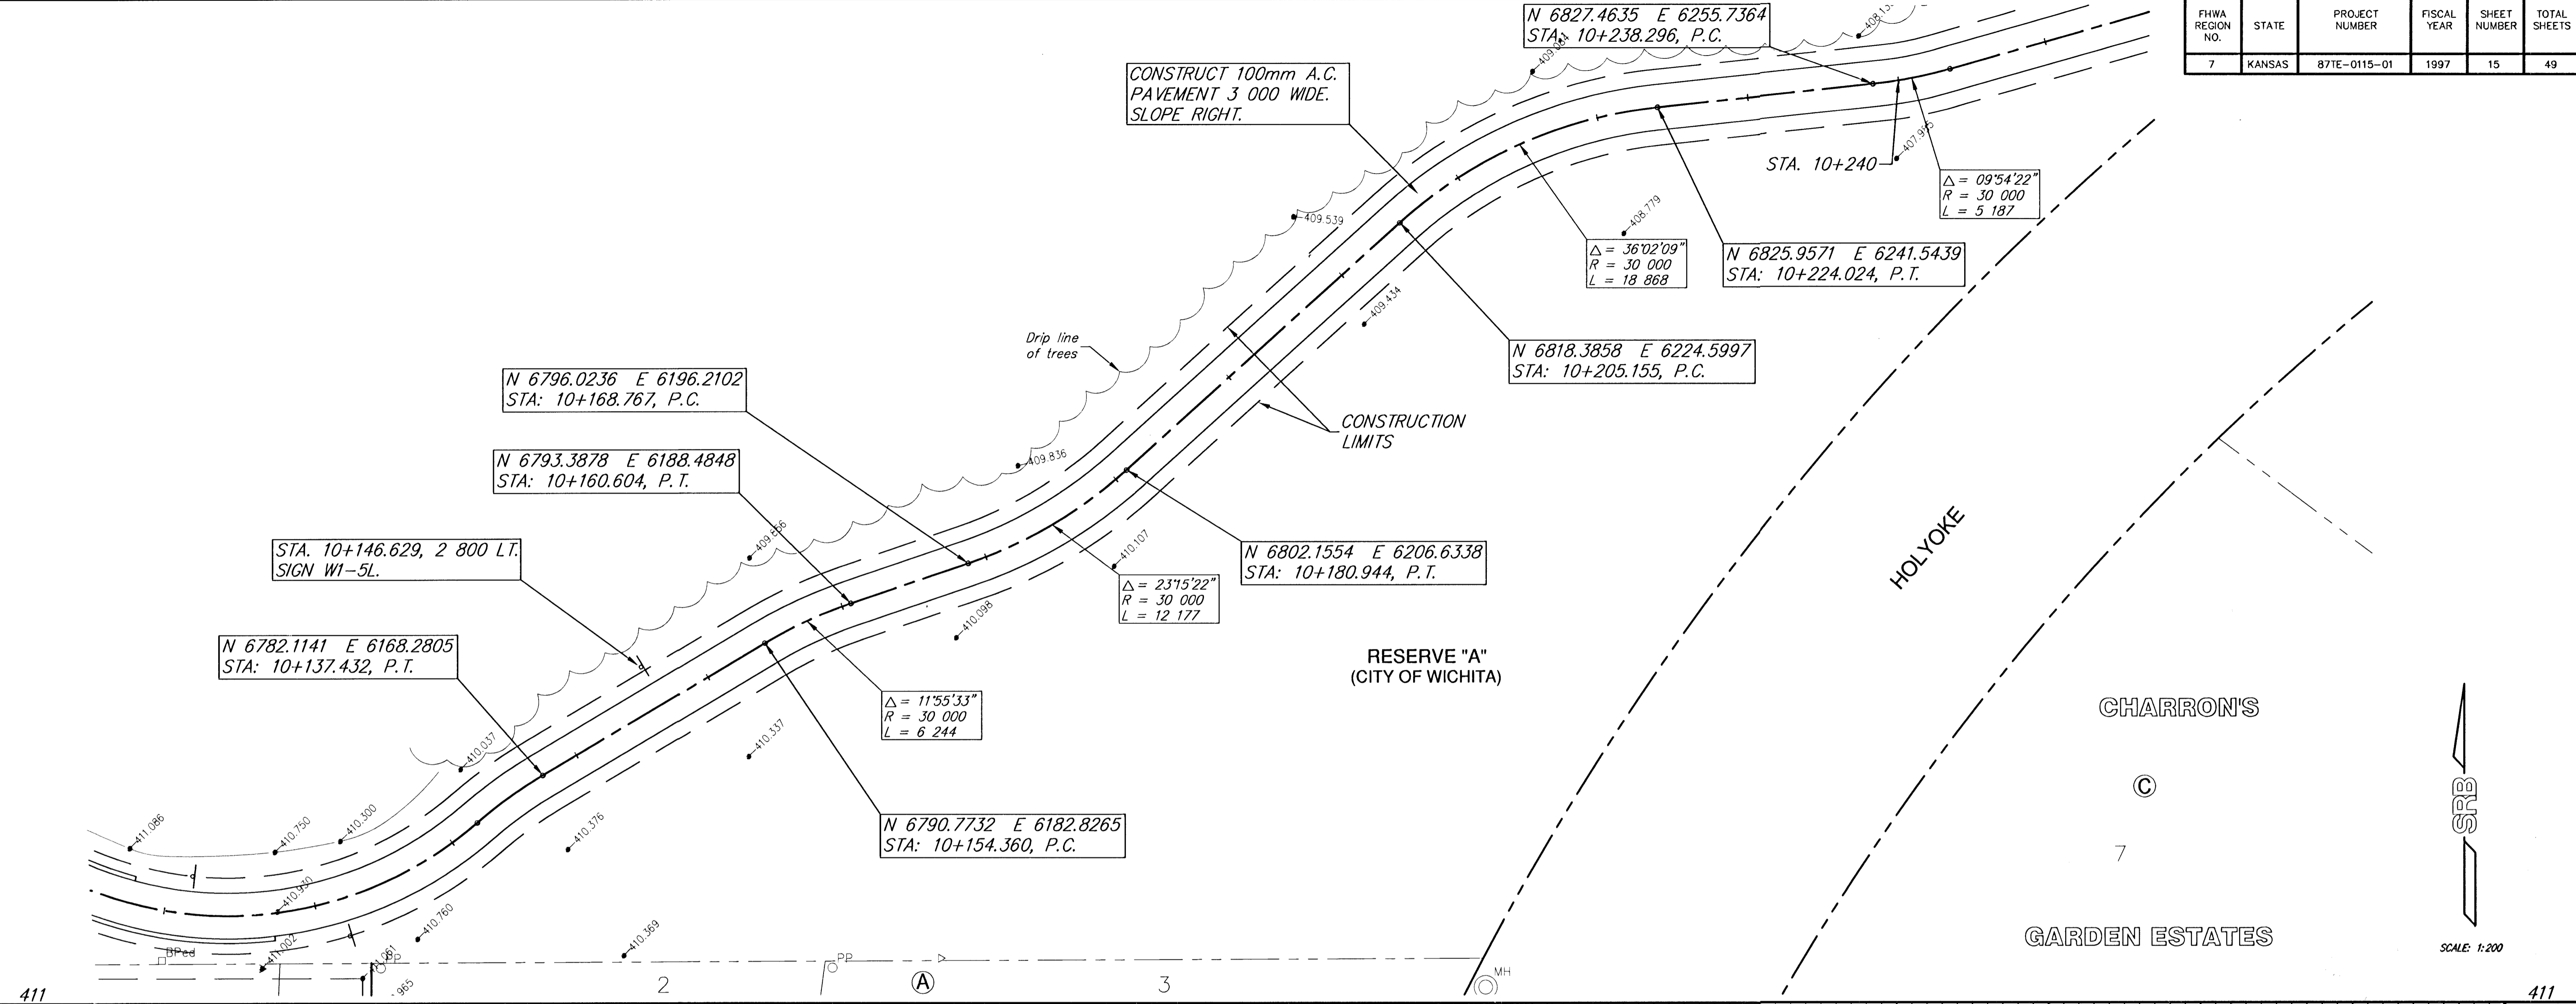 FHWA REGION NO.
STATE
PROJECT NUMBER
FISCAL YEAR
SHEET NUMBER
TOTAL SHEETS
7
KANSAS
87TE-0115-01
1997
15
49
N 6827.4635 E 6255.7364
STA: 10+238.296, P.C.
CONSTRUCT 100mm A.C.
PAVEMENT 3 000 WIDE.
SLOPE RIGHT.
409.084
STA. 10+240
407.995
Δ = 09°54'22"
R = 30 000
L = 5 187
409.539
408.779
Δ = 36°02'09"
R = 30 000
L = 18 868
N 6825.9571 E 6241.5439
STA: 10+224.024, P.T.
409.434
Drip line
of trees
N 6818.3858 E 6224.5997
STA: 10+205.155, P.C.
N 6796.0236 E 6196.2102
STA: 10+168.767, P.C.
CONSTRUCTION
LIMITS
N 6793.3878 E 6188.4848
STA: 10+160.604, P.T.
409.836
HOLYOKE
STA. 10+146.629, 2 800 LT.
SIGN W1-5L.
410.107
N 6802.1554 E 6206.6338
STA: 10+180.944, P.T.
Δ = 23°15'22"
R = 30 000
L = 12 177
410.098
N 6782.1141 E 6168.2805
STA: 10+137.432, P.T.
RESERVE "A"
(CITY OF WICHITA)
Δ = 11°55'33"
R = 30 000
L = 6 244
CHARRON'S
410.037
410.337
C
SRB
N 6790.7732 E 6182.8265
STA: 10+154.360, P.C.
411.086
410.750
410.300
410.376
7
410.930
410.760
GARDEN ESTATES
410.369
SCALE: 1:200
BPed
411.002
PP
MH
2
A
3
411
411